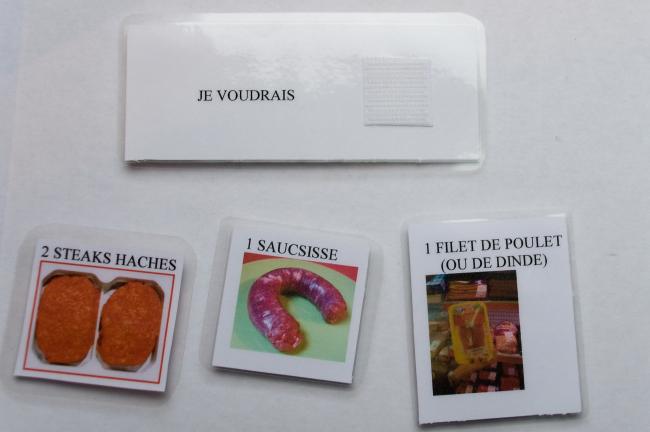 JE VOUDRAIS
2 STEAKS HACHES
1 SAUCSISSE
1 FILET DE POULET
(OU DE DINDE)